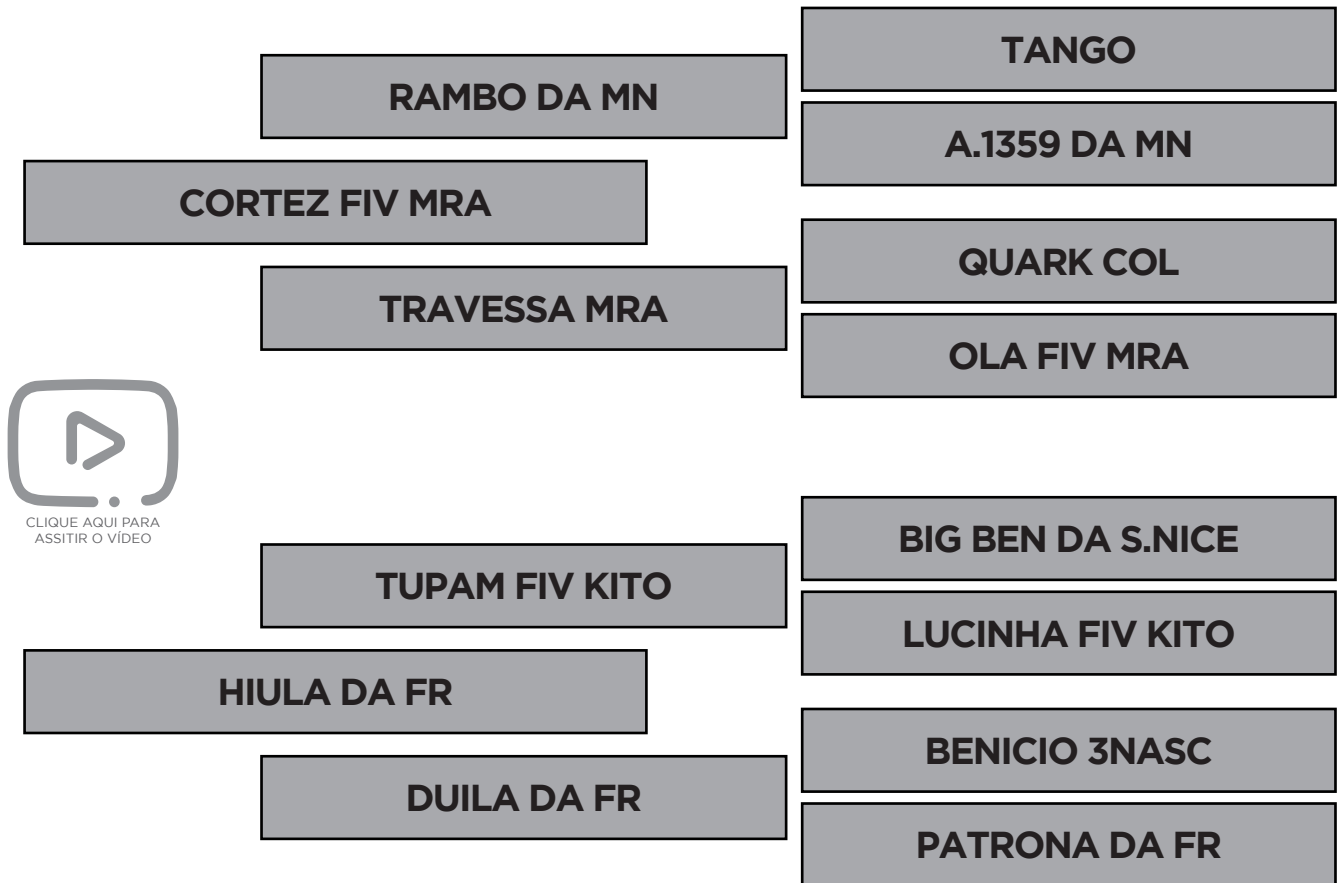 TANGO
RAMBO DA MN
A.1359 DA MN
CORTEZ FIV MRA
QUARK COL
TRAVESSA MRA
OLA FIV MRA
CLIQUE AQUI PARA
ASSITIR O VÍDEO
BIG BEN DA S.NICE
TUPAM FIV KITO
LUCINHA FIV KITO
HIULA DA FR
BENICIO 3NASC
DUILA DA FR
PATRONA DA FR